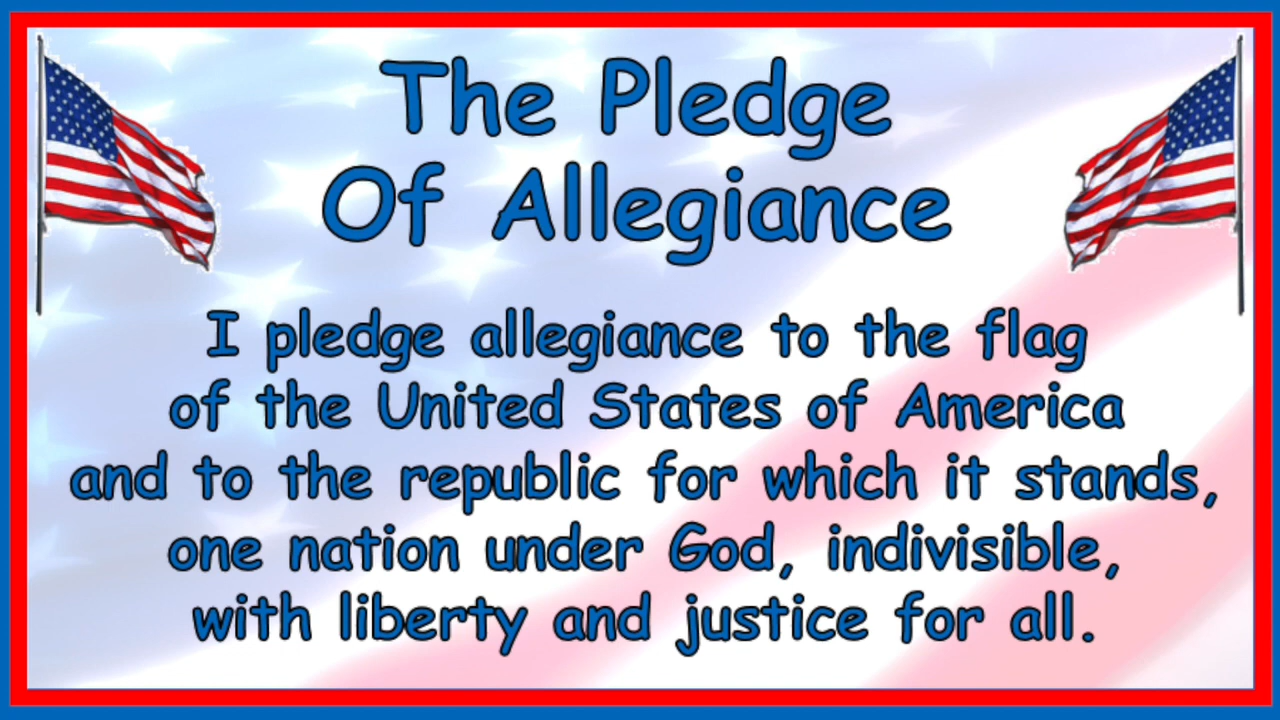 The Pledge
Of Allegiance
I pledge allegiance to the flag
of the United States of America
and to the republic for which it stands,
one nation under God, indivisible,
with liberty and justice for all.